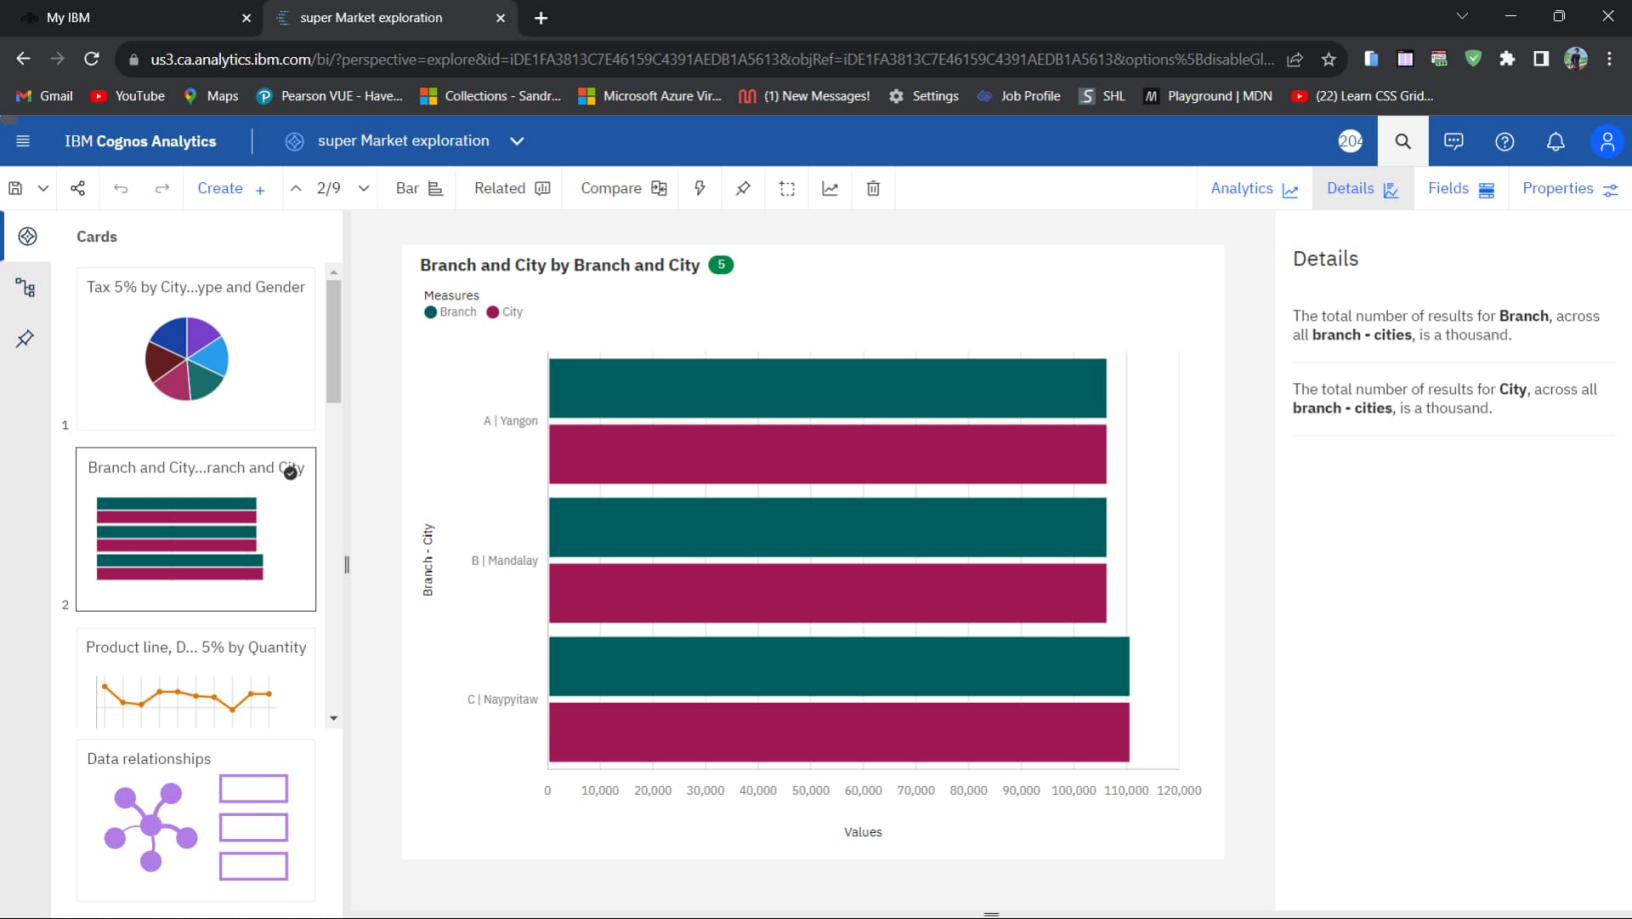 My IBM
super Market exploration
us3.ca.analytics.ibm.com/bi/?perspective=explore&id=iDE1FA3813C7E46159C4391AEDB1A5613&objRef=iDE1FA3813C7E46159C4391AEDB1A5613&options%5BdisableGl...
Gmail
YouTube
Maps
Pearson VUE - Have...
Collections - Sandr...
Microsoft Azure Vir...
(1) New Messages!
Settings
Job Profile
SHL
Playground | MDN
(22) Learn CSS Grid...
IBM Cognos Analytics
super Market exploration
Create
2/9
Bar
Related
Compare
Analytics
Details
Fields
Properties
Cards
Tax 5% by City...ype and Gender
1
Branch and City...ranch and City
2
Product line, D... 5% by Quantity
Data relationships
Branch and City by Branch and City 5
Measures
Branch City
Branch - City
A | Yangon
B | Mandalay
C | Naypyitaw
0 10,000 20,000 30,000 40,000 50,000 60,000 70,000 80,000 90,000 100,000 110,000 120,000
Values
Details
The total number of results for Branch, across
all branch - cities, is a thousand.
The total number of results for City, across all
branch - cities, is a thousand.